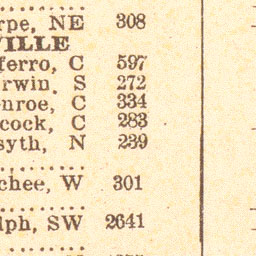 rpe, NE 308
VILLE
ferro, C 597
rwin, S 272
nroe, C 334
cock, C 283
syth, N 239
chee, W 301
lph, SW 2641